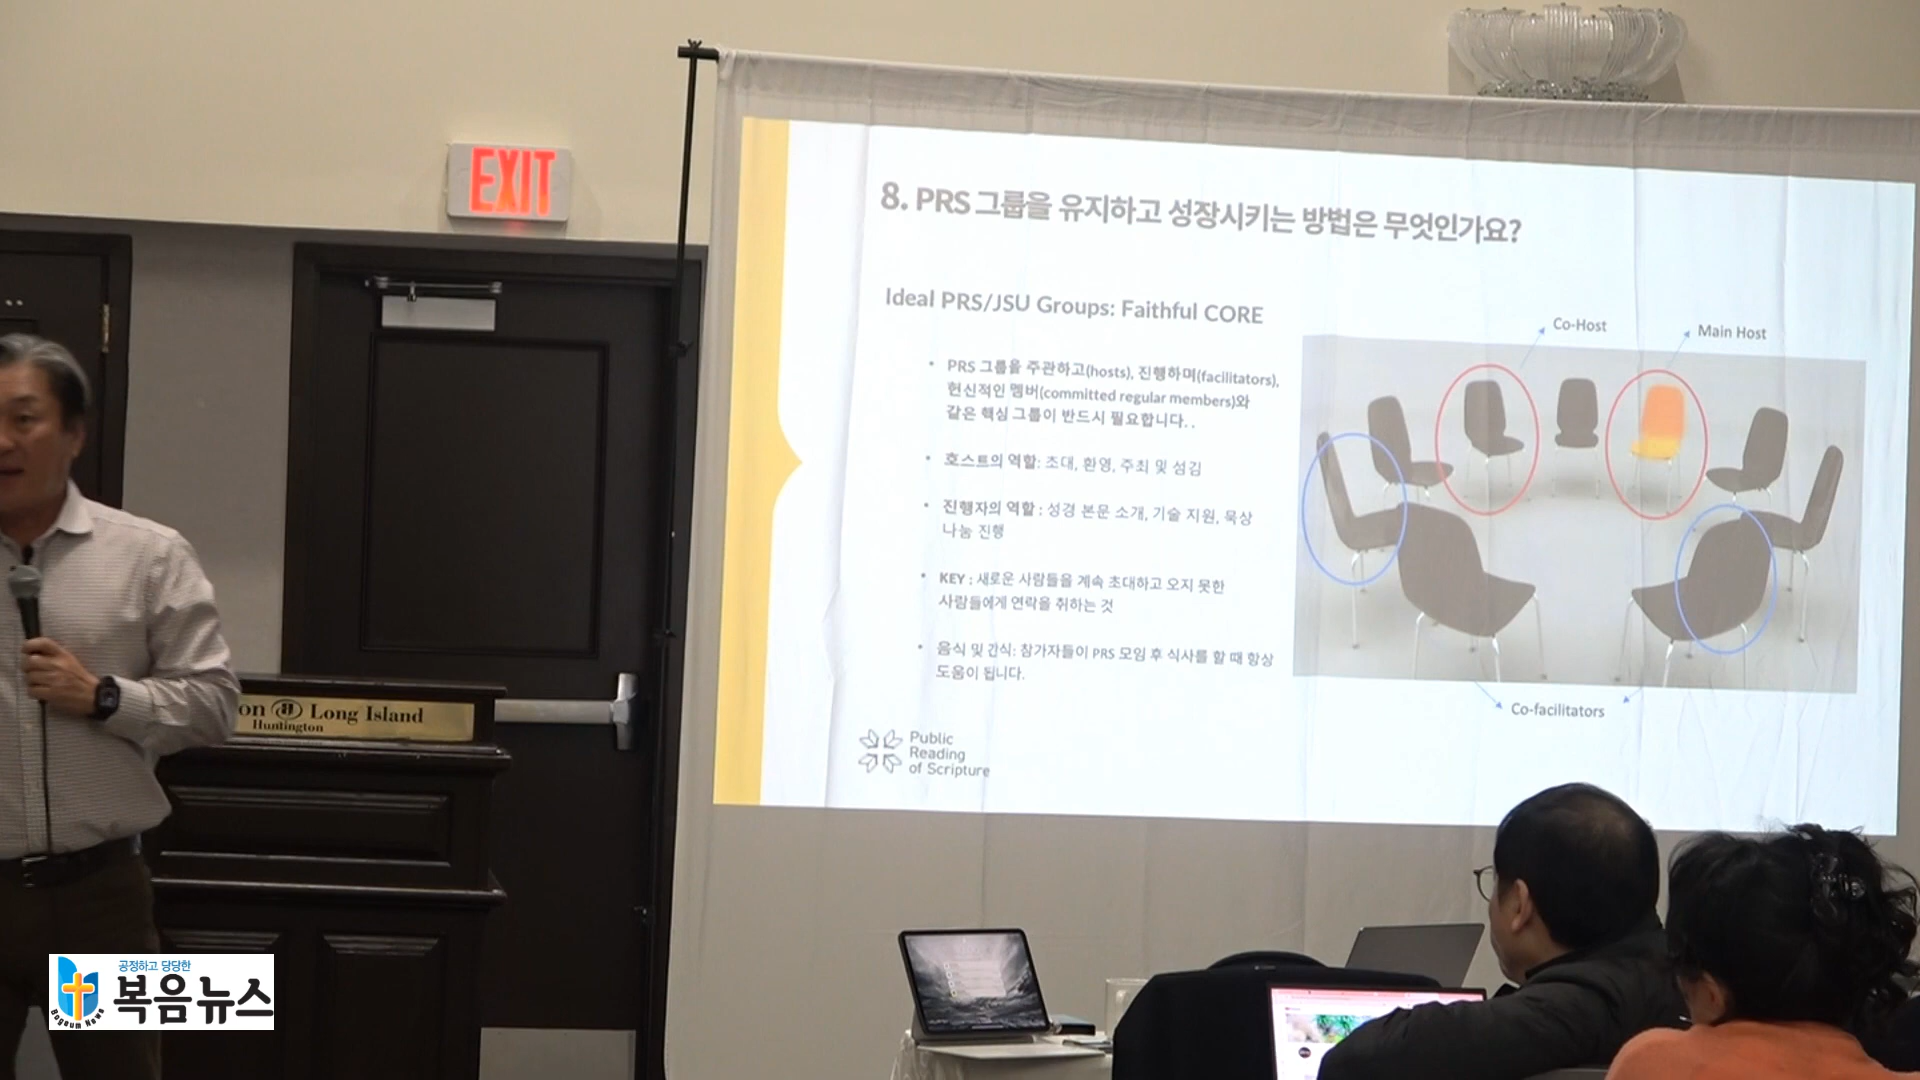 EXIT
8. PRS 그룹을 유지하고 성장시키는 방법은 무엇인가요?
Ideal PRS/JSU Groups: Faithful CORE
• PRS 그룹을 주관하고(hosts), 진행하며(facilitators),
헌신적인 멤버(committed regular members)와
같은 핵심 그룹이 반드시 필요합니다. .
• 호스트의 역할: 초대, 환영, 주최 및 섬김
• 진행자의 역할 : 성경 본문 소개, 기술 지원, 묵상
나눔 진행
• KEY : 새로운 사람들을 계속 초대하고 오지 못한
사람들에게 연락을 취하는 것
• 음식 및 간식: 참가자들이 PRS 모임 후 식사를 할 때 항상
도움이 됩니다.
Co-Host
Main Host
Co-facilitators
Public
Reading
of Scripture
on Long Island
Huntington
공정하고 당당한
복음뉴스
Bogeum News